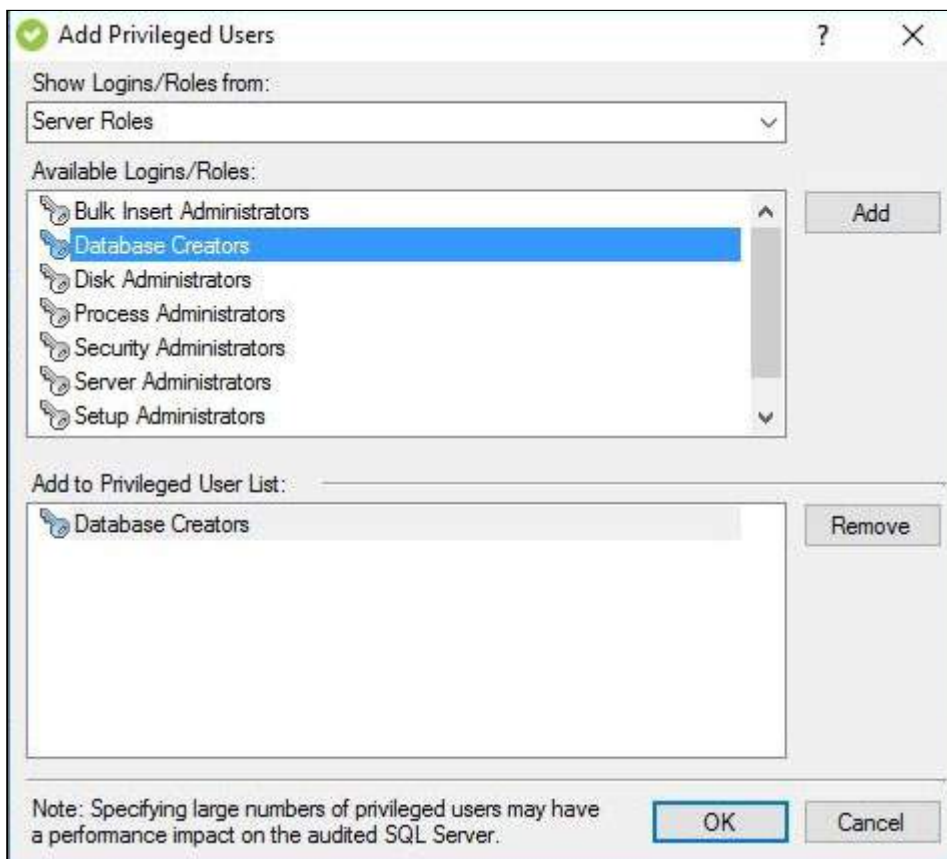 Add Privileged Users
?
Show Logins/Roles from:
Server Roles
Available Logins/Roles:
Bulk Insert Administrators
Database Creators
Disk Administrators
Process Administrators
Security Administrators
Server Administrators
Setup Administrators
Add
Add to Privileged User List:
Database Creators
Remove
Note: Specifying large numbers of privileged users may have
a performance impact on the audited SQL Server.
OK
Cancel